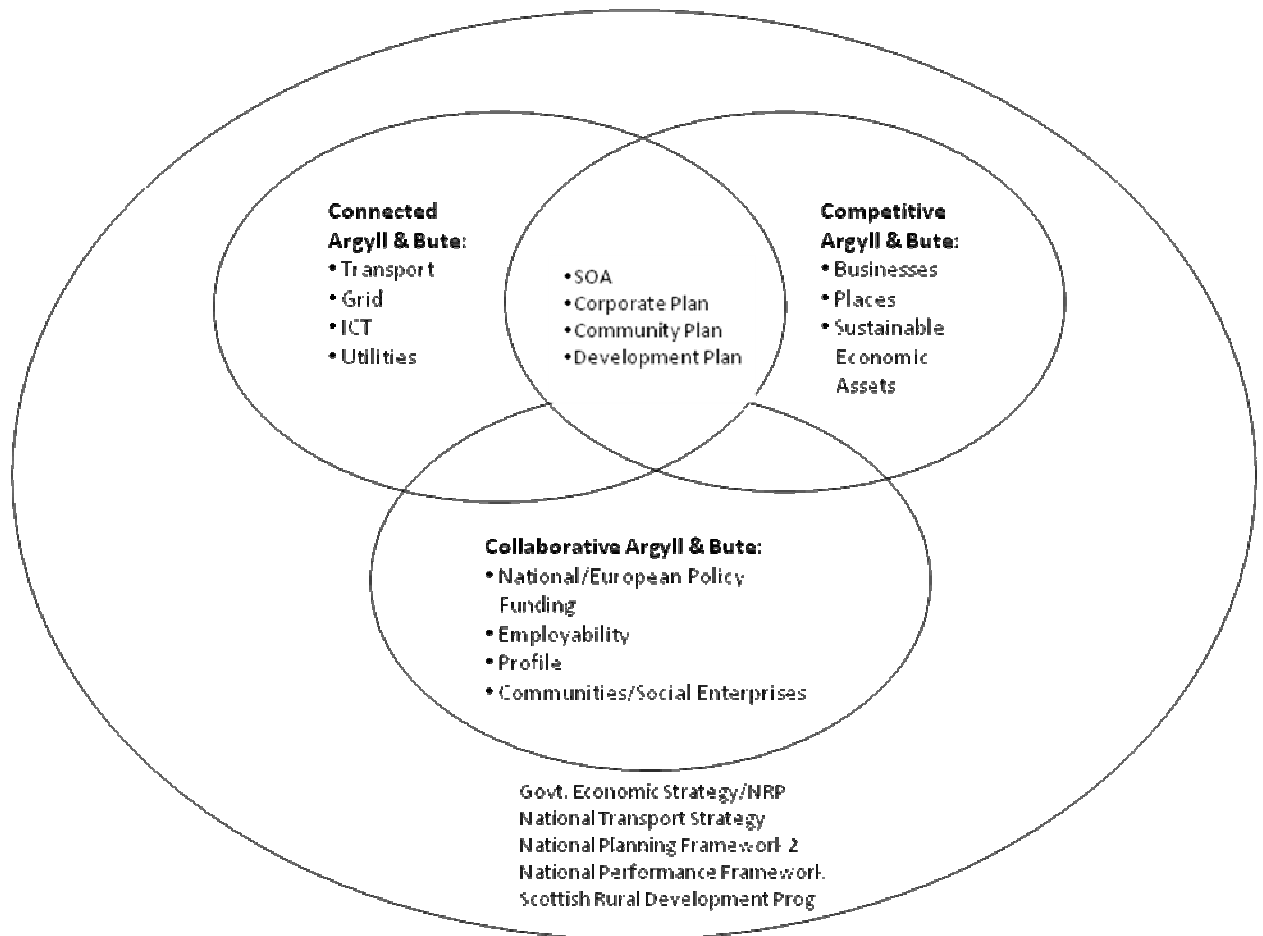 Connected
Argyll & Bute:
• Transport
• Grid
• ICT
• Utilities
• SOA
• Corporate Plan
• Community Plan
• Development Plan
Competitive
Argyll & Bute:
• Businesses
• Places
• Sustainable
Economic
Assets
Collaborative Argyll & Bute:
• National/European Policy
Funding
• Employability
• Profile
• Communities/Social Enterprises
Govt. Economic Strategy/NRP
National Transport Strategy
National Planning Framework 2
National Performance Framework
Scottish Rural Development Prog